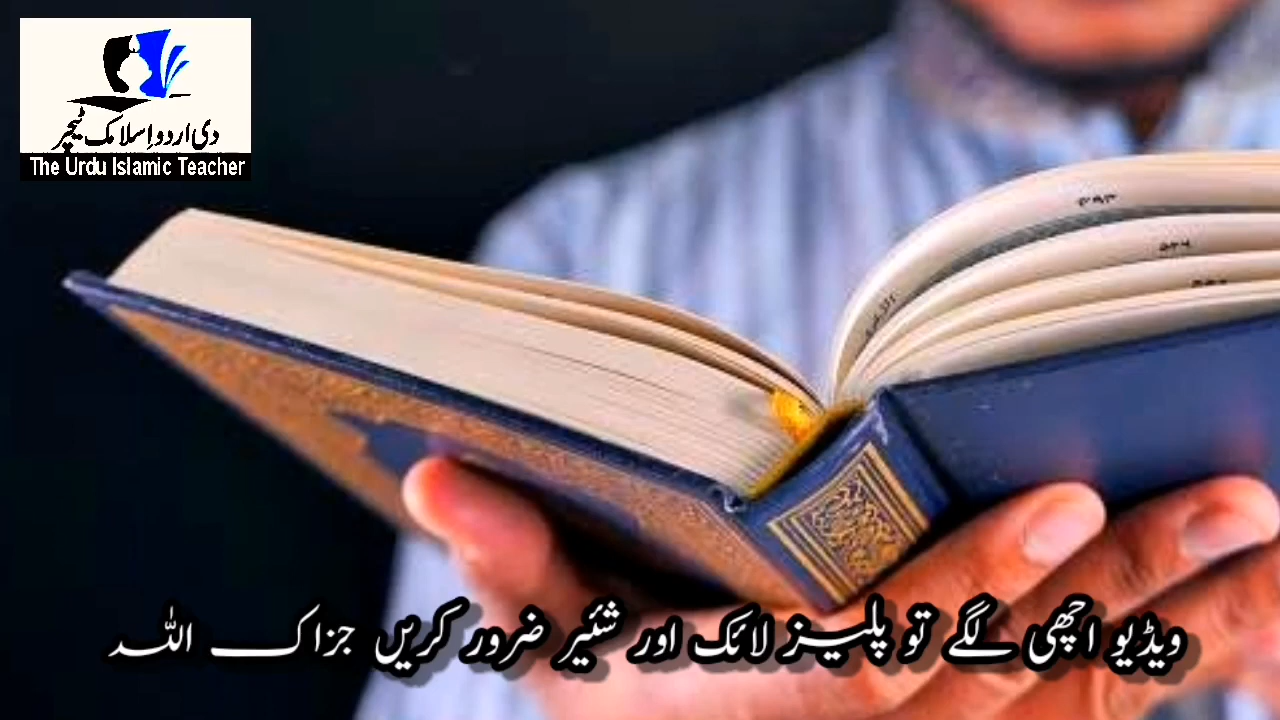 دی اردو اسلامک ٹیچر
The Urdu Islamic Teacher
ویڈیو اچھی لگے تو پلیز لائک اور شئیر ضرور کریں جزاک اللہ